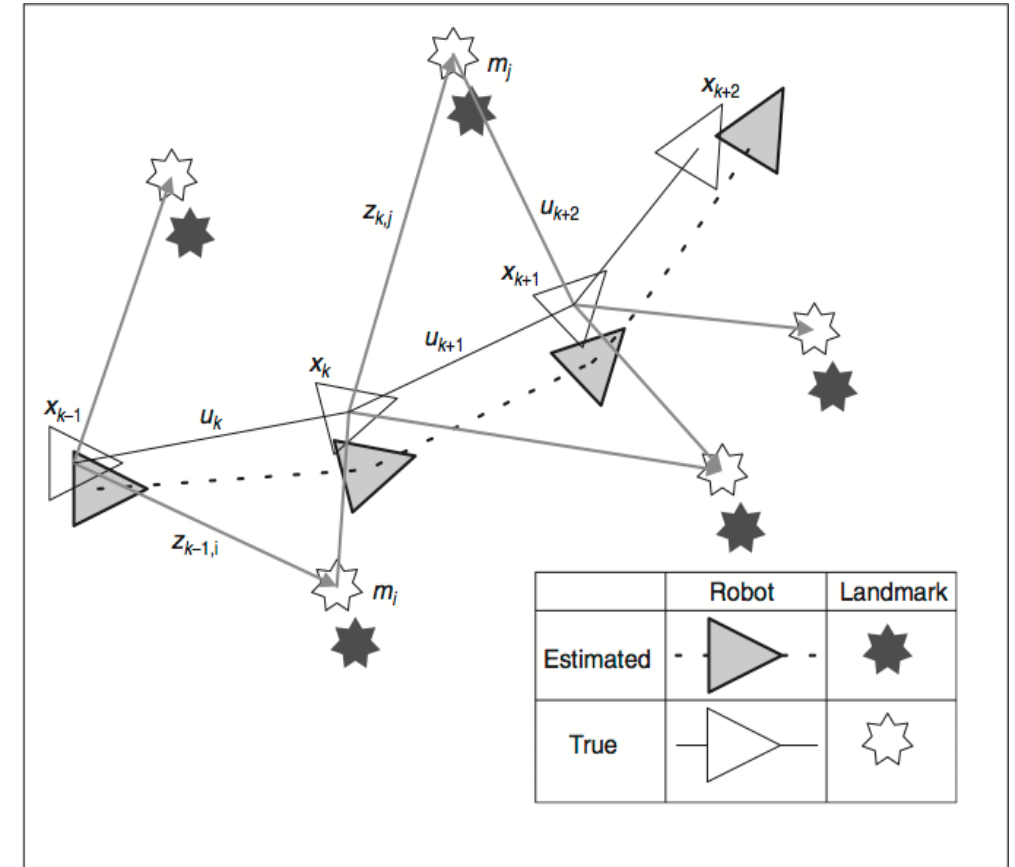 m_j
x_{k+2}
z_{k,j}
u_{k+2}
x_{k+1}
u_{k+1}
x_k
x_{k–1}
u_k
z_{k–1,i}
m_i
Robot Landmark
Estimated
True